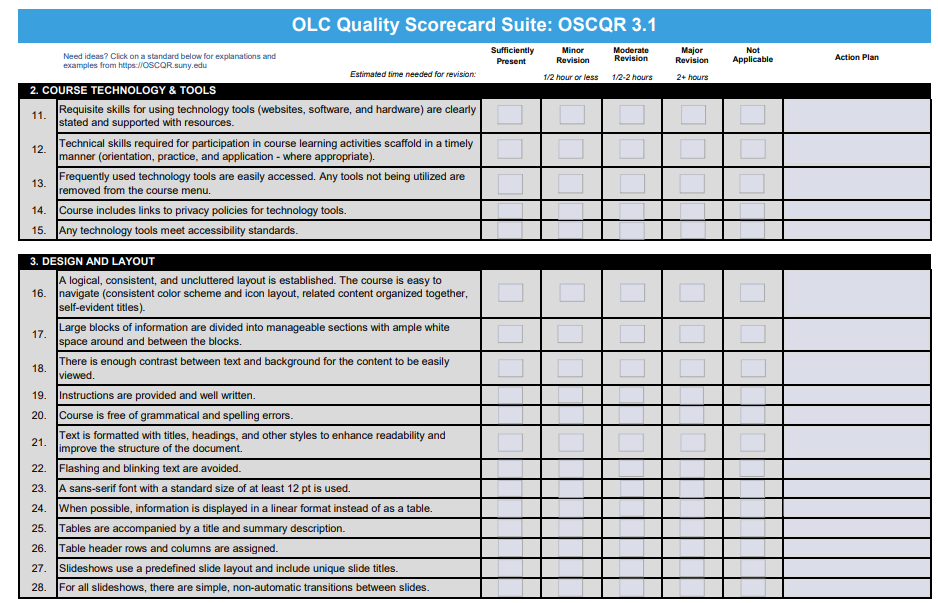 OLC Quality Scorecard Suite: OSCQR 3.1
Need ideas? Click on a standard below for explanations and
examples from https://OSCQR.suny.edu
Estimated time needed for revision:
Sufficiently
Present
Minor
Revision
1/2 hour or less
Moderate
Revision
1/2-2 hours
Major
Revision
2+ hours
Not
Applicable
Action Plan
2. COURSE TECHNOLOGY & TOOLS
11. Requisite skills for using technology tools (websites, software, and hardware) are clearly
stated and supported with resources.
12. Technical skills required for participation in course learning activities scaffold in a timely
manner (orientation, practice, and application - where appropriate).
13. Frequently used technology tools are easily accessed. Any tools not being utilized are
removed from the course menu.
14. Course includes links to privacy policies for technology tools.
15. Any technology tools meet accessibility standards.
3. DESIGN AND LAYOUT
16. A logical, consistent, and uncluttered layout is established. The course is easy to
navigate (consistent color scheme and icon layout, related content organized together,
self-evident titles).
17. Large blocks of information are divided into manageable sections with ample white
space around and between the blocks.
18. There is enough contrast between text and background for the content to be easily
viewed.
19. Instructions are provided and well written.
20. Course is free of grammatical and spelling errors.
21. Text is formatted with titles, headings, and other styles to enhance readability and
improve the structure of the document.
22. Flashing and blinking text are avoided.
23. A sans-serif font with a standard size of at least 12 pt is used.
24. When possible, information is displayed in a linear format instead of as a table.
25. Tables are accompanied by a title and summary description.
26. Table header rows and columns are assigned.
27. Slideshows use a predefined slide layout and include unique slide titles.
28. For all slideshows, there are simple, non-automatic transitions between slides.